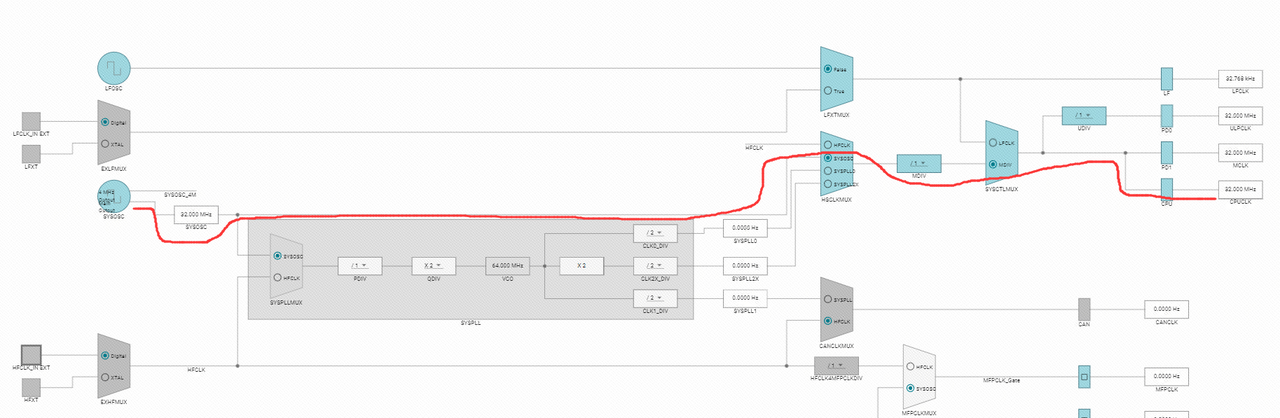 LFOSC
False
32.768 kHz
True
LF
LFCLK
LFCLK_IN EXT
Digital
LFXTMUX
/ 1
32.000 MHz
UDIV
PD0
ULPCLK
LFXT
XTAL
EXLFMUX
HFCLK
HFCLK
SYSOSC
SYSPLL0
SYSPLL2X
HSCLKMUX
/ 1
MDIV
LFCLK
MDIV
SYSCTLMUX
32.000 MHz
PD1
MCLK
4 MHz
SYSOSC
SYSOSC_4M
32.000 MHz
SYSOSC
32.000 MHz
CPU
CPUCLK
SYSOSC
HFCLK
SYSPLLMUX
/ 1
PDIV
X 2
QDIV
64.000 MHz
VCO
X 2
/ 2
CLK0_DIV
/ 2
CLK2X_DIV
/ 2
CLK1_DIV
0.0000 Hz
SYSPLL0
0.0000 Hz
SYSPLL2X
0.0000 Hz
SYSPLL1
SYSPLL
SYSPLL
HFCLK
CANCLKMUX
CAN
0.0000 Hz
CANCLK
HFCLK_IN EXT
Digital
HFCLK
HFXT
XTAL
EXHFMUX
/ 1
HFCLK4MFPCLKDIV
HFCLK
SYSOSC
MFPCLKMUX
MFPCLK_Gate
0.0000 Hz
MFPCLK